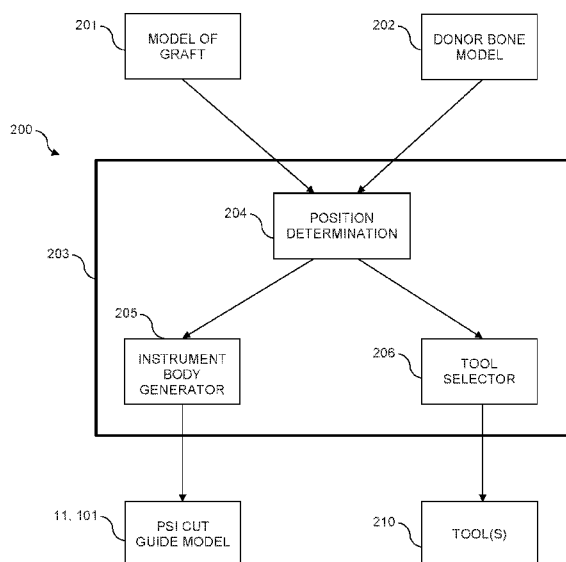 201
MODEL OF
GRAFT
202
DONOR BONE
MODEL
200
203
204
POSITION
DETERMINATION
205
INSTRUMENT
BODY
GENERATOR
206
TOOL
SELECTOR
11, 101
PSI CUT
GUIDE MODEL
210
TOOL(S)